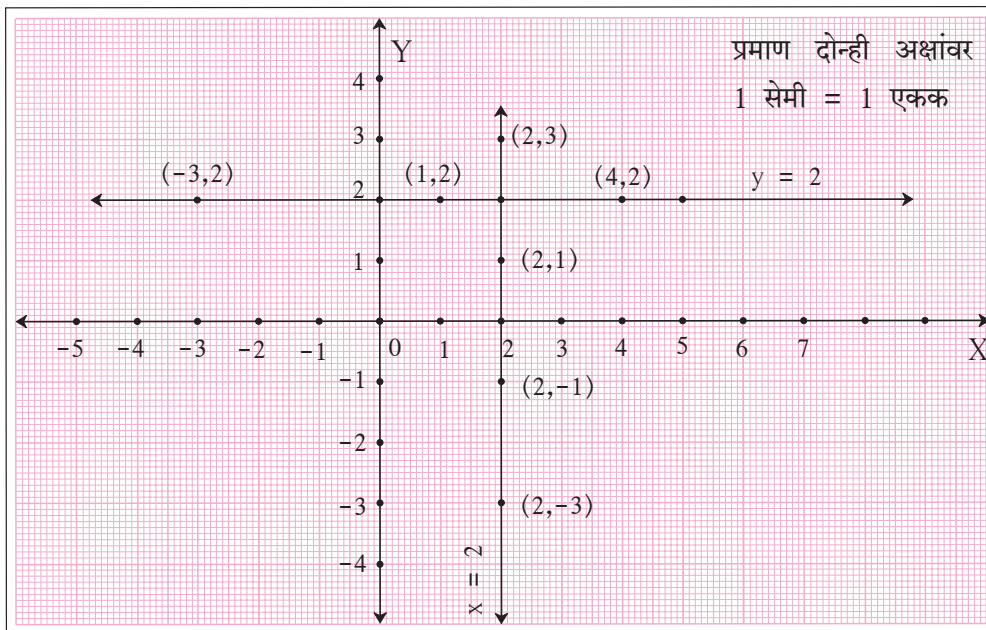 Y
प्रमाण दोन्ही अक्षांवर
1 सेमी = 1 एकक
4
3
(2,3)
(-3,2)
(1,2)
(4,2)
y = 2
2
1
(2,1)
-5 -4 -3 -2 -1 0 1 2 3 4 5 6 7 X
-1
(2,-1)
-2
-3
(2,-3)
-4
x = 2